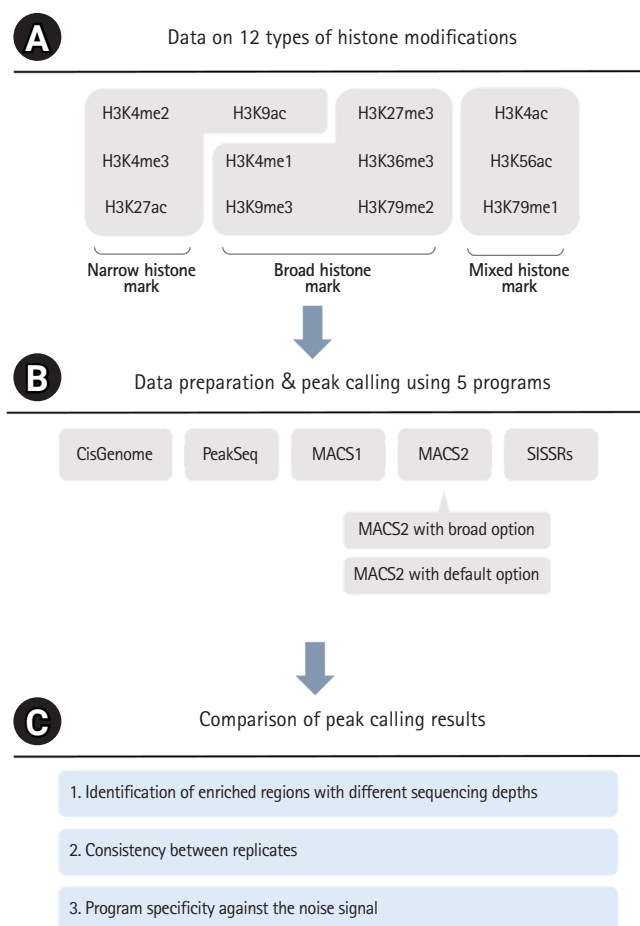 A
Data on 12 types of histone modifications
H3K4me2 H3K9ac H3K27me3 H3K4ac
H3K4me3 H3K4me1 H3K36me3 H3K56ac
H3K27ac H3K9me3 H3K79me2 H3K79me1
Narrow histone mark
Broad histone mark
Mixed histone mark
B
Data preparation & peak calling using 5 programs
CisGenome PeakSeq MACS1 MACS2 SISSRs
MACS2 with broad option
MACS2 with default option
C
Comparison of peak calling results
1. Identification of enriched regions with different sequencing depths
2. Consistency between replicates
3. Program specificity against the noise signal